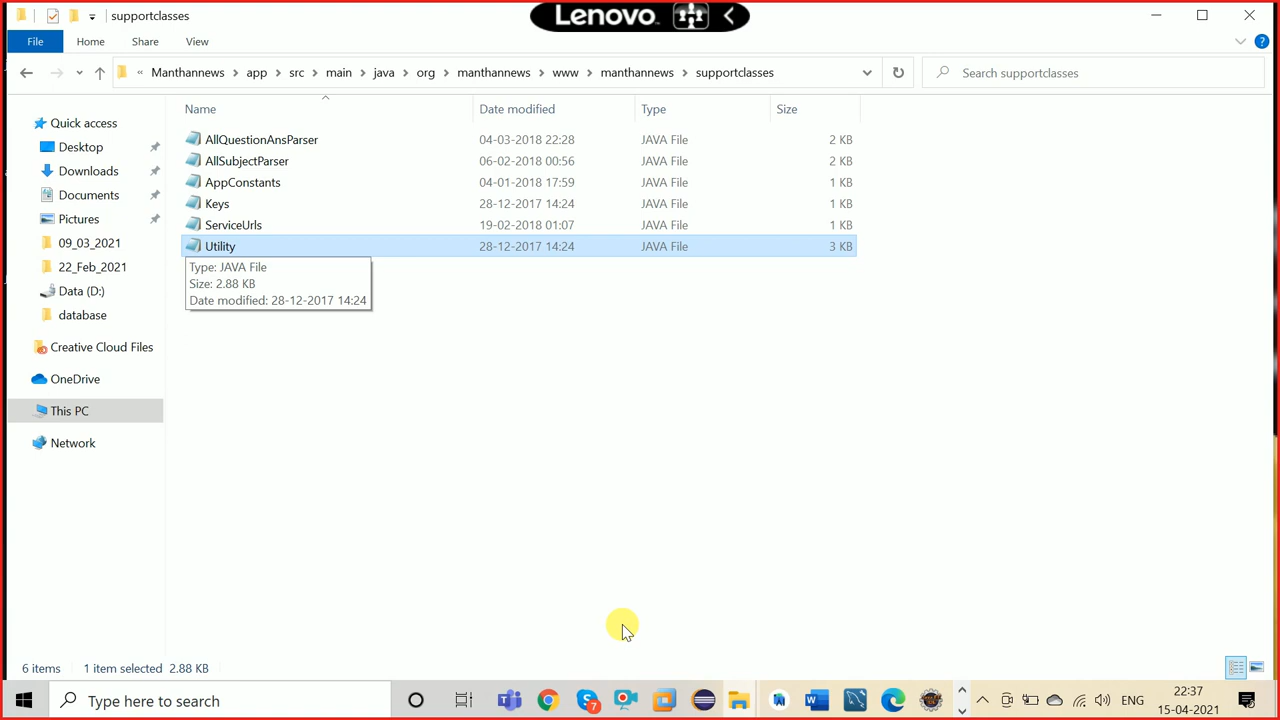 supportclasses
Lenovo
File Home Share View
« Manthannews > app > src > main > java > org > manthannews > www > manthannews > supportclasses
Search supportclasses
Name Date modified Type Size
Quick access
Desktop
Downloads
Documents
Pictures
09_03_2021
22_Feb_2021
Data (D:)
database
Creative Cloud Files
OneDrive
This PC
Network
AllQuestionAnsParser 04-03-2018 22:28 JAVA File 2 KB
AllSubjectParser 06-02-2018 00:56 JAVA File 2 KB
AppConstants 04-01-2018 17:59 JAVA File 1 KB
Keys 28-12-2017 14:24 JAVA File 1 KB
ServiceUrls 19-02-2018 01:07 JAVA File 1 KB
Utility 28-12-2017 14:24 JAVA File 3 KB
Type: JAVA File
Size: 2.88 KB
Date modified: 28-12-2017 14:24
6 items 1 item selected 2.88 KB
Type here to search
7
W
ENG
22:37
15-04-2021